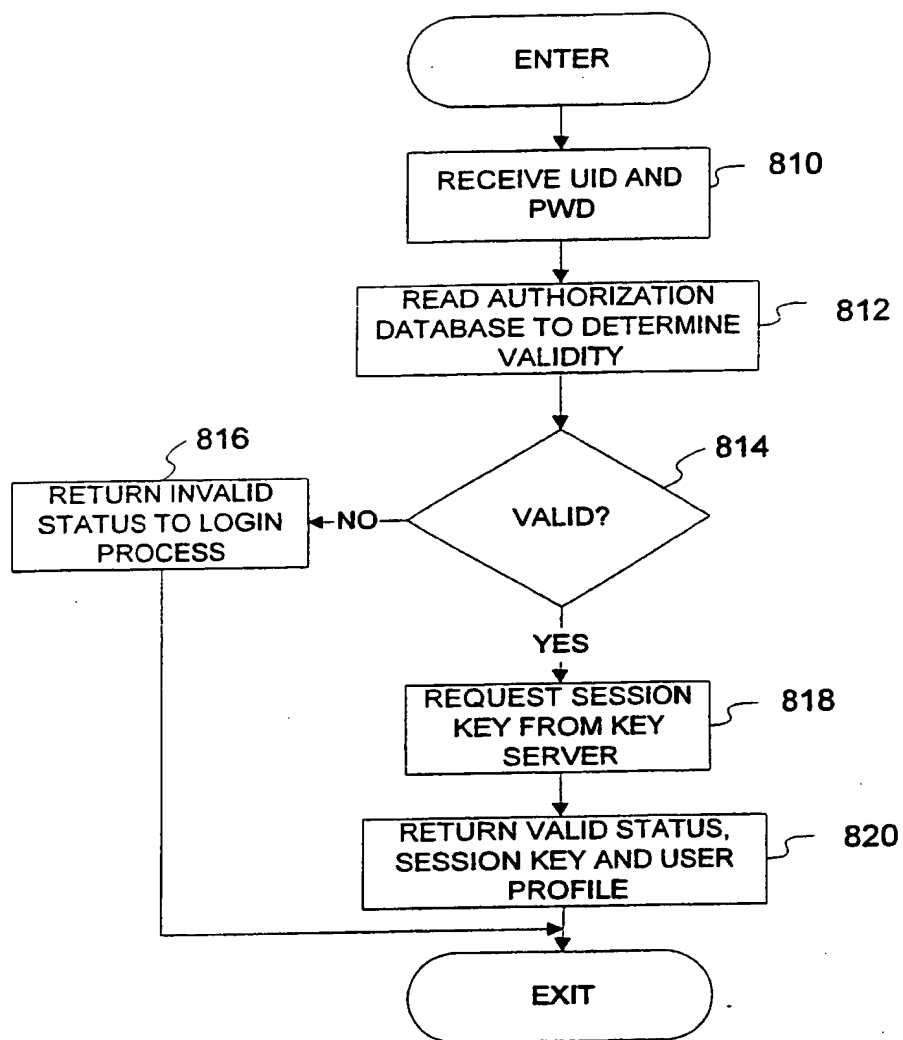 ENTER
RECEIVE UID AND
PWD
810
READ AUTHORIZATION
DATABASE TO DETERMINE
VALIDITY
812
816
RETURN INVALID
STATUS TO LOGIN
PROCESS
NO
VALID?
814
YES
REQUEST SESSION
KEY FROM KEY
SERVER
818
RETURN VALID STATUS,
SESSION KEY AND USER
PROFILE
820
EXIT